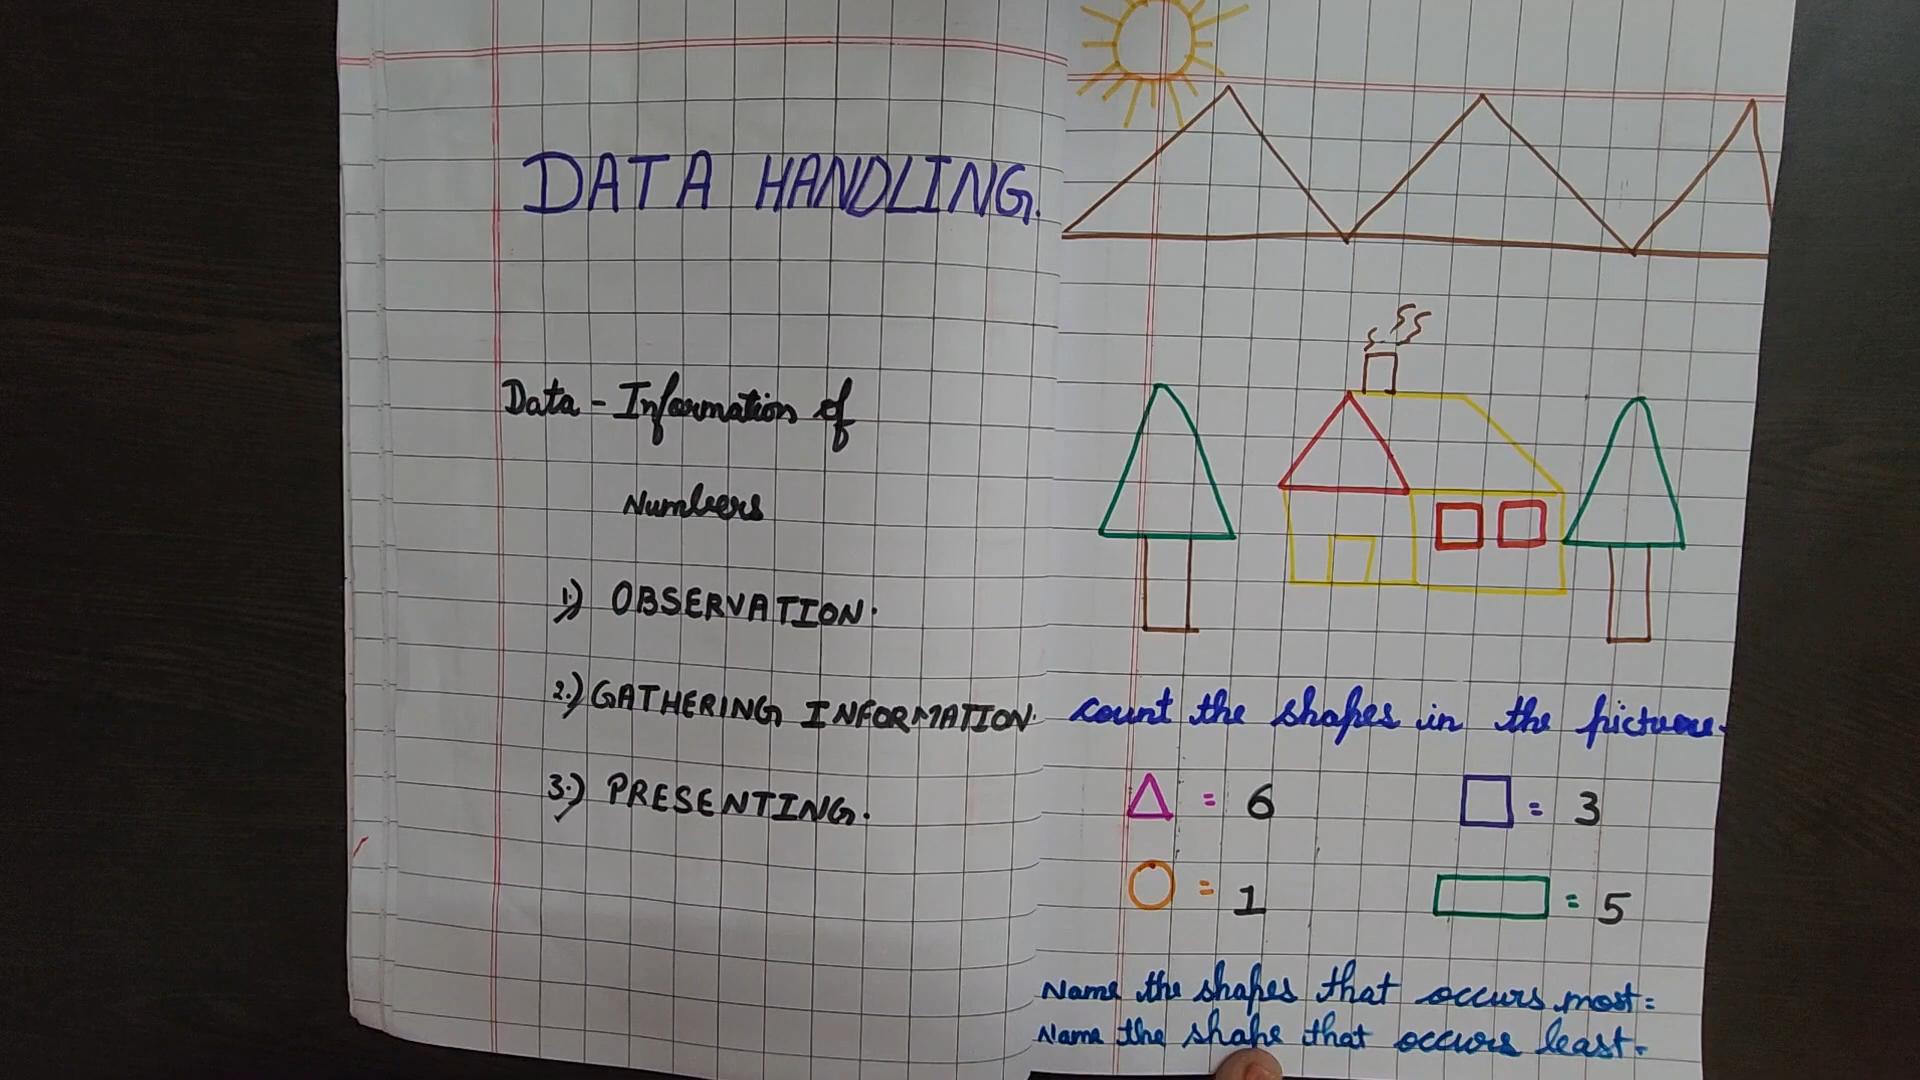 DATA HANDLING.
Data - Information of
Numbers
1.) OBSERVATION.
2.) GATHERING INFORMATION.
3.) PRESENTING.
count the shapes in the picture.
= 6
= 3
= 1
= 5
Name the shapes that occurs most:
Name the shape that occurs least.